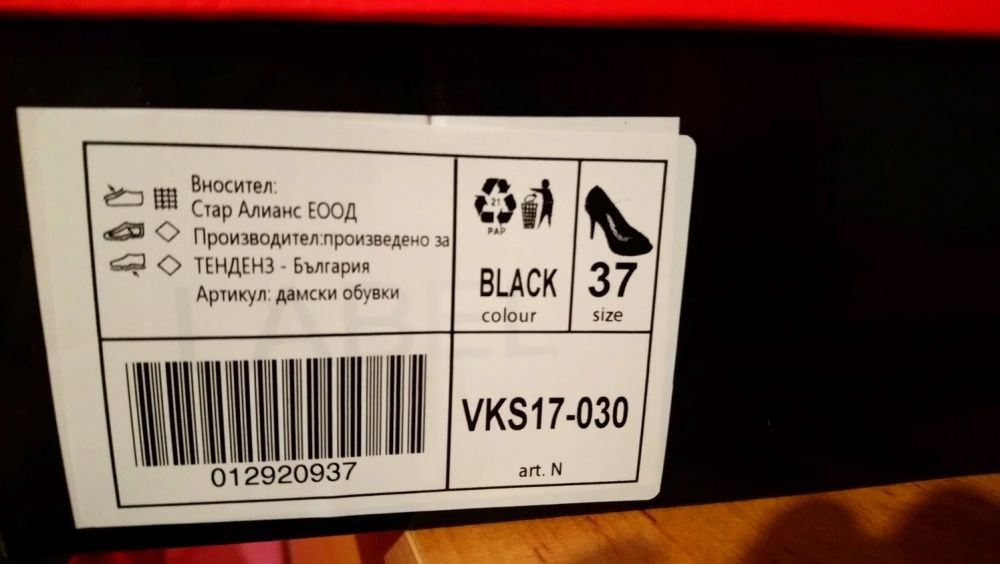 Вносител:
Стар Алианс ЕООД
Производител:произведено за
ТЕНДЕНЗ - България
Артикул: дамски обувки
21
PAP
BLACK
colour
37
size
012920937
VKS17-030
art. N
LABEL